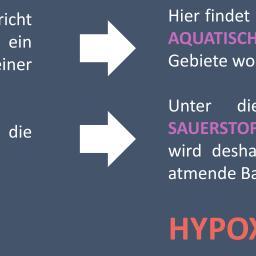 richt
ein
einer
Hier findet
AQUATISCH
Gebiete wo
die
Unter die
SAUERSTOF
wird desha
atmende Ba
HYPOX